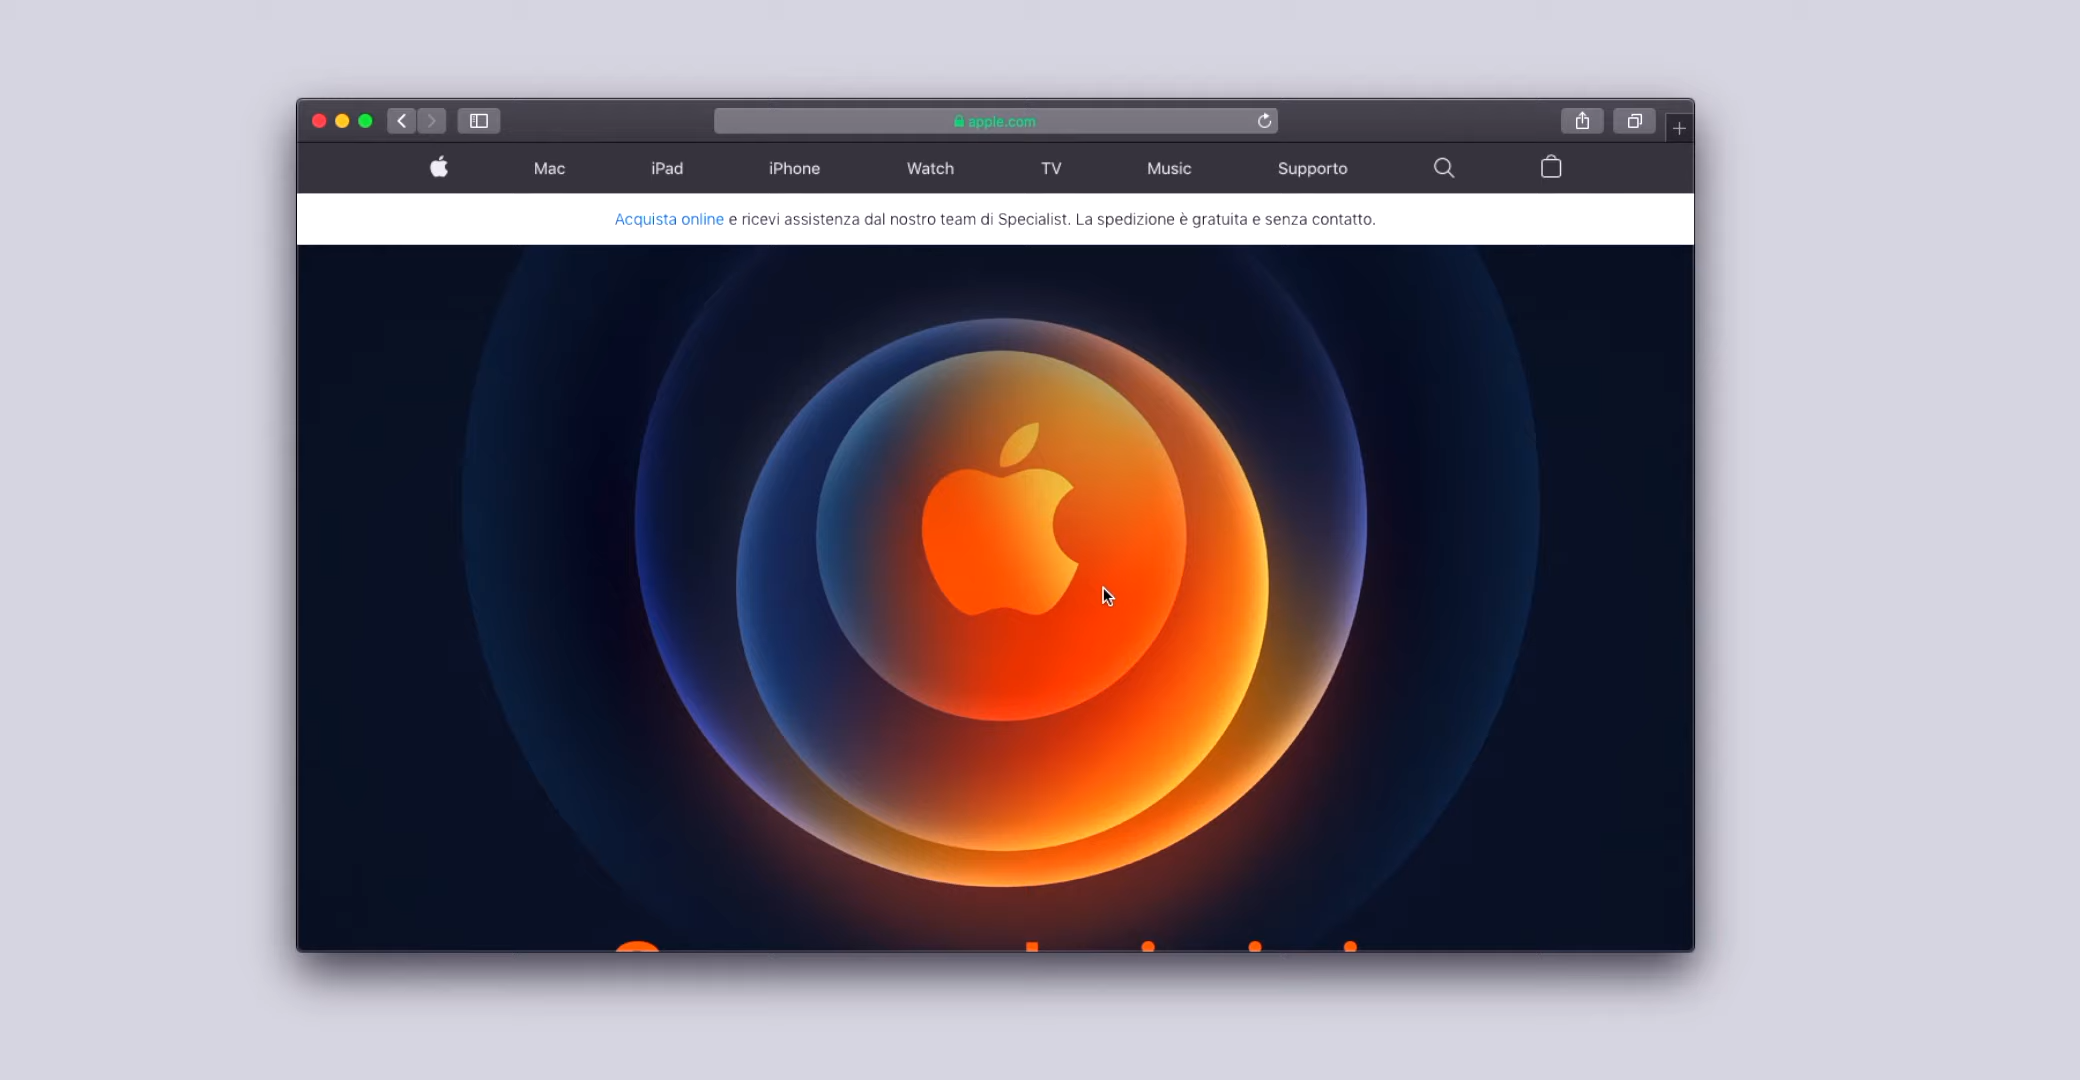 apple.com
Mac iPad iPhone Watch TV Music Supporto
Acquista online e ricevi assistenza dal nostro team di Specialist. La spedizione è gratuita e senza contatto.